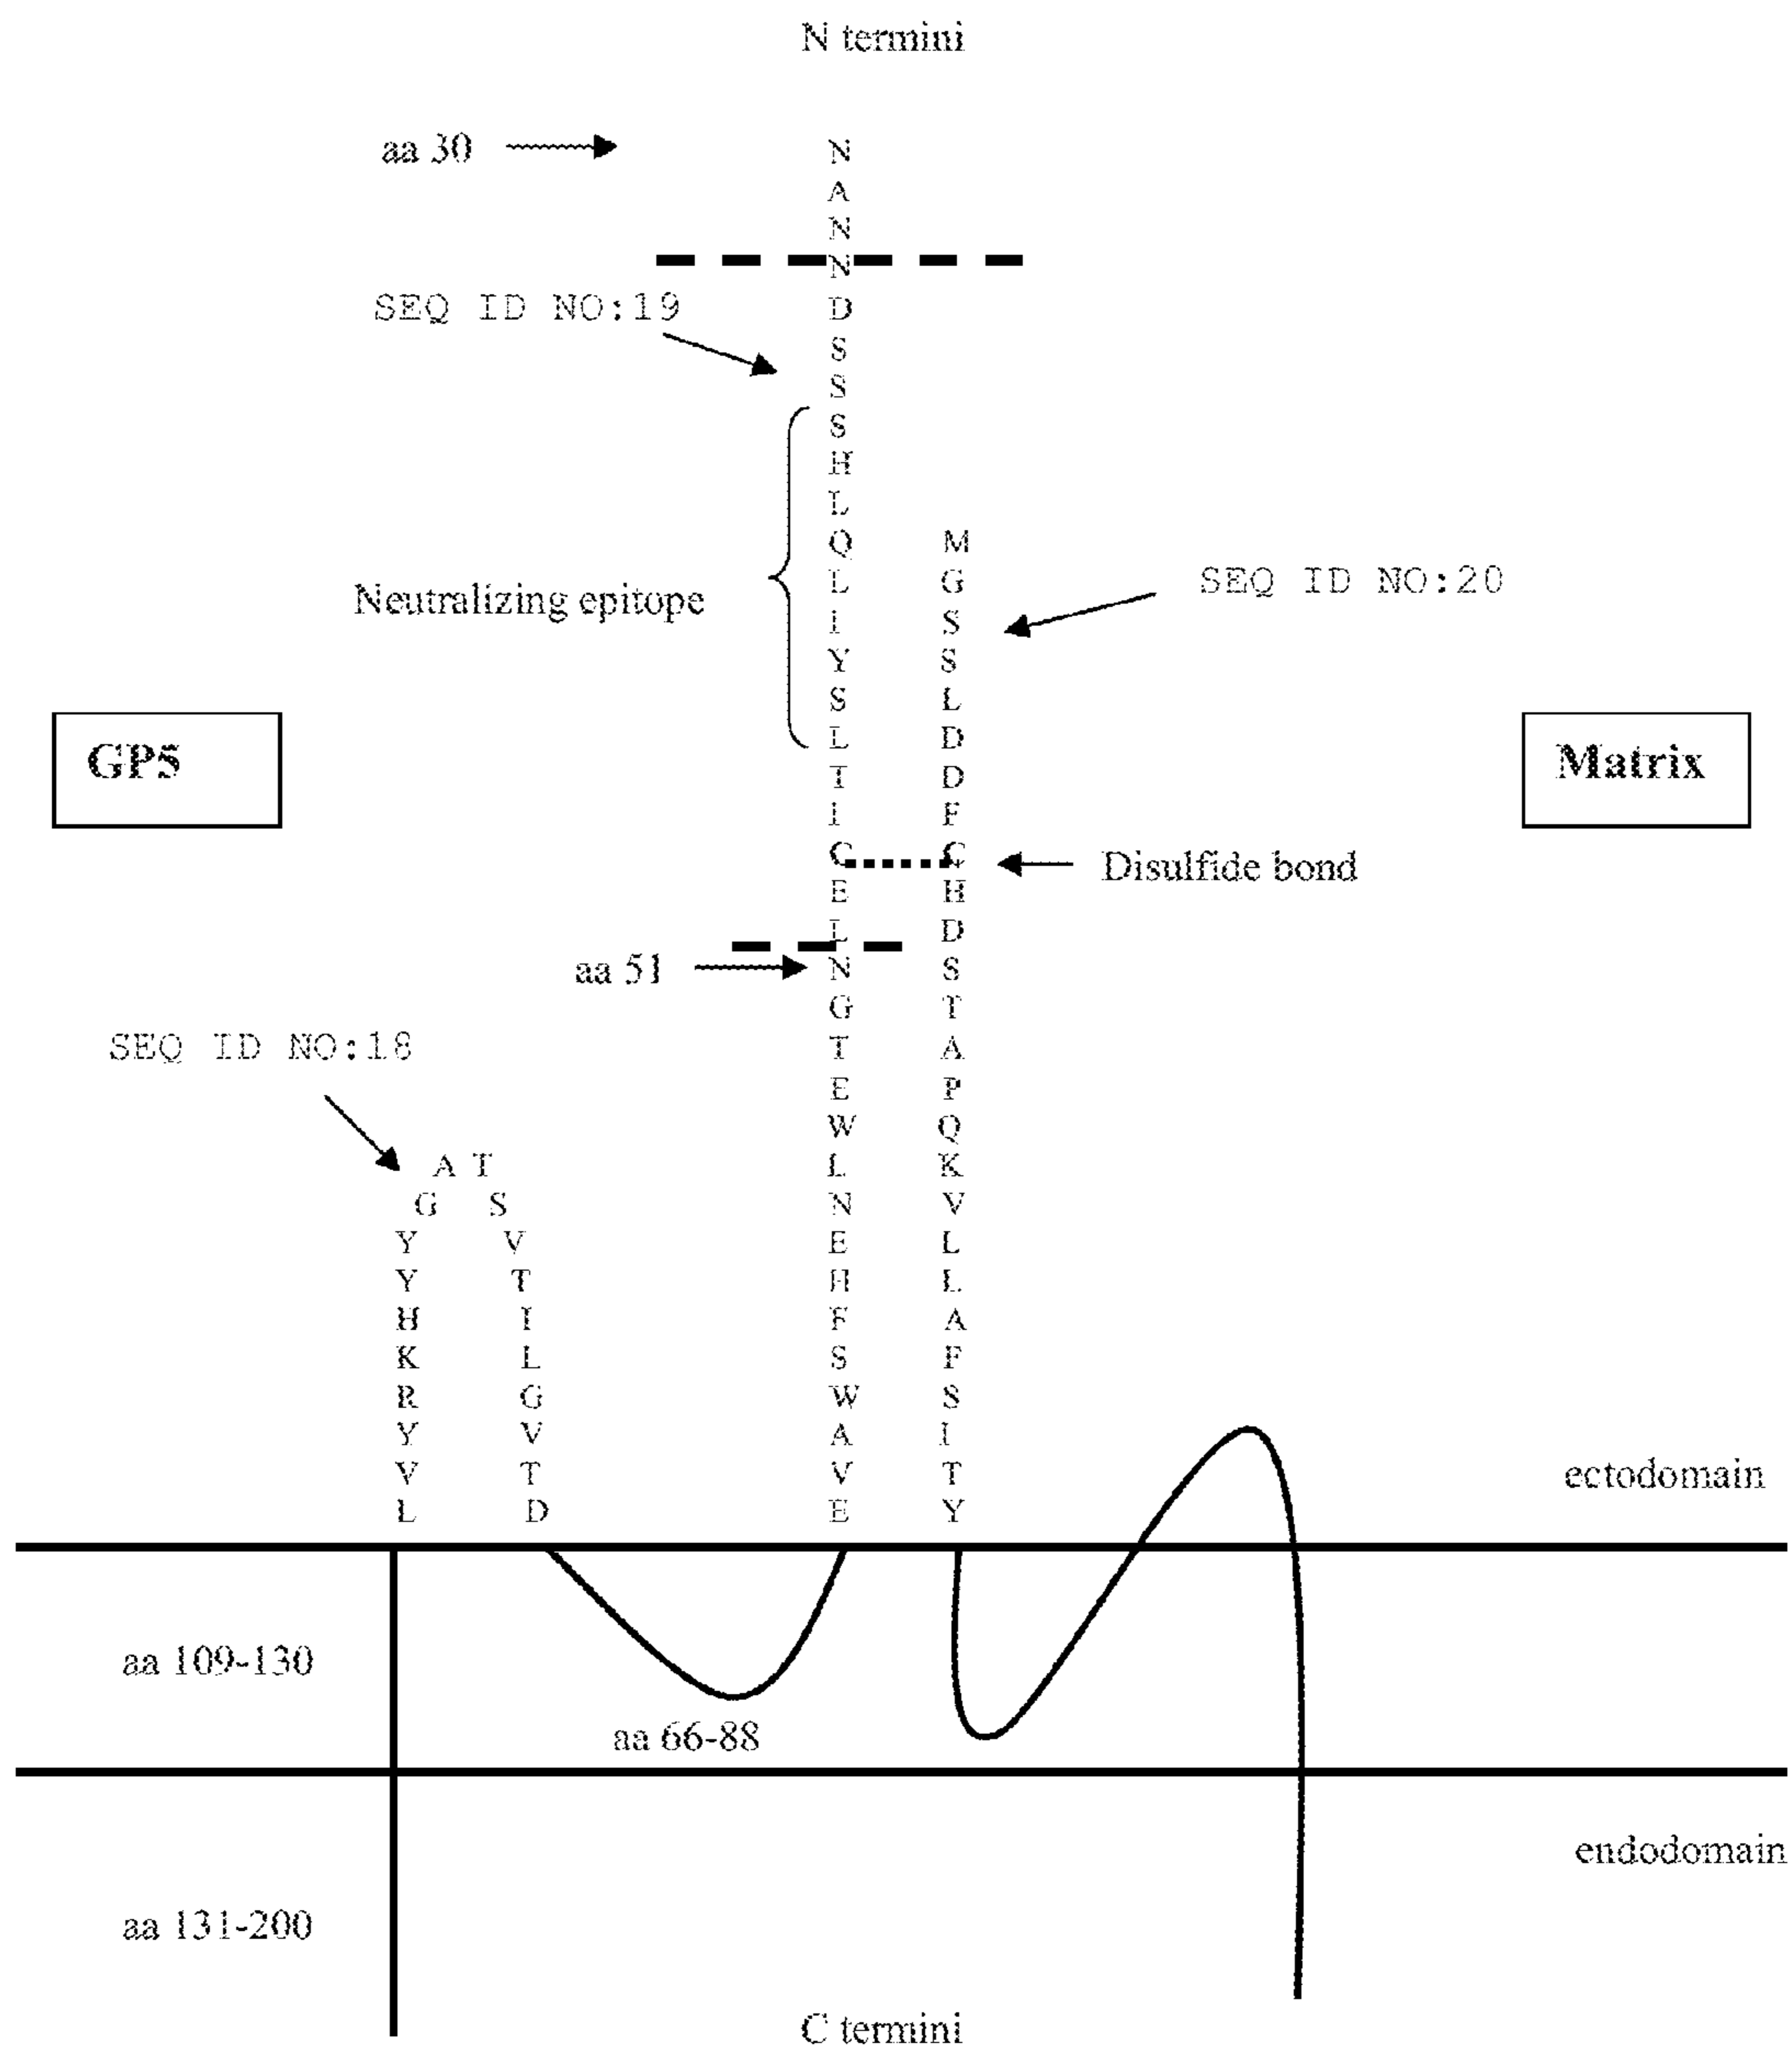 N termini
aa 30
N
A
N
N
SEQ ID NO:19
D
S
S
S
H
L
Q M
Neutralizing epitope
L G
SEQ ID NO:20
I S
Y S
S L
L D
GP5
Matrix
T D
I F
C C
Disulfide bond
E H
L D
aa 51
N S
G T
SEQ ID NO:18
T A
E P
W Q
A T L K
G S N V
Y V E L
Y T H L
H I F A
K L S F
R G W S
Y V A I
V T V T
ectodomain
L D E Y
aa 109-130
aa 66-88
endodomain
aa 131-200
C termini